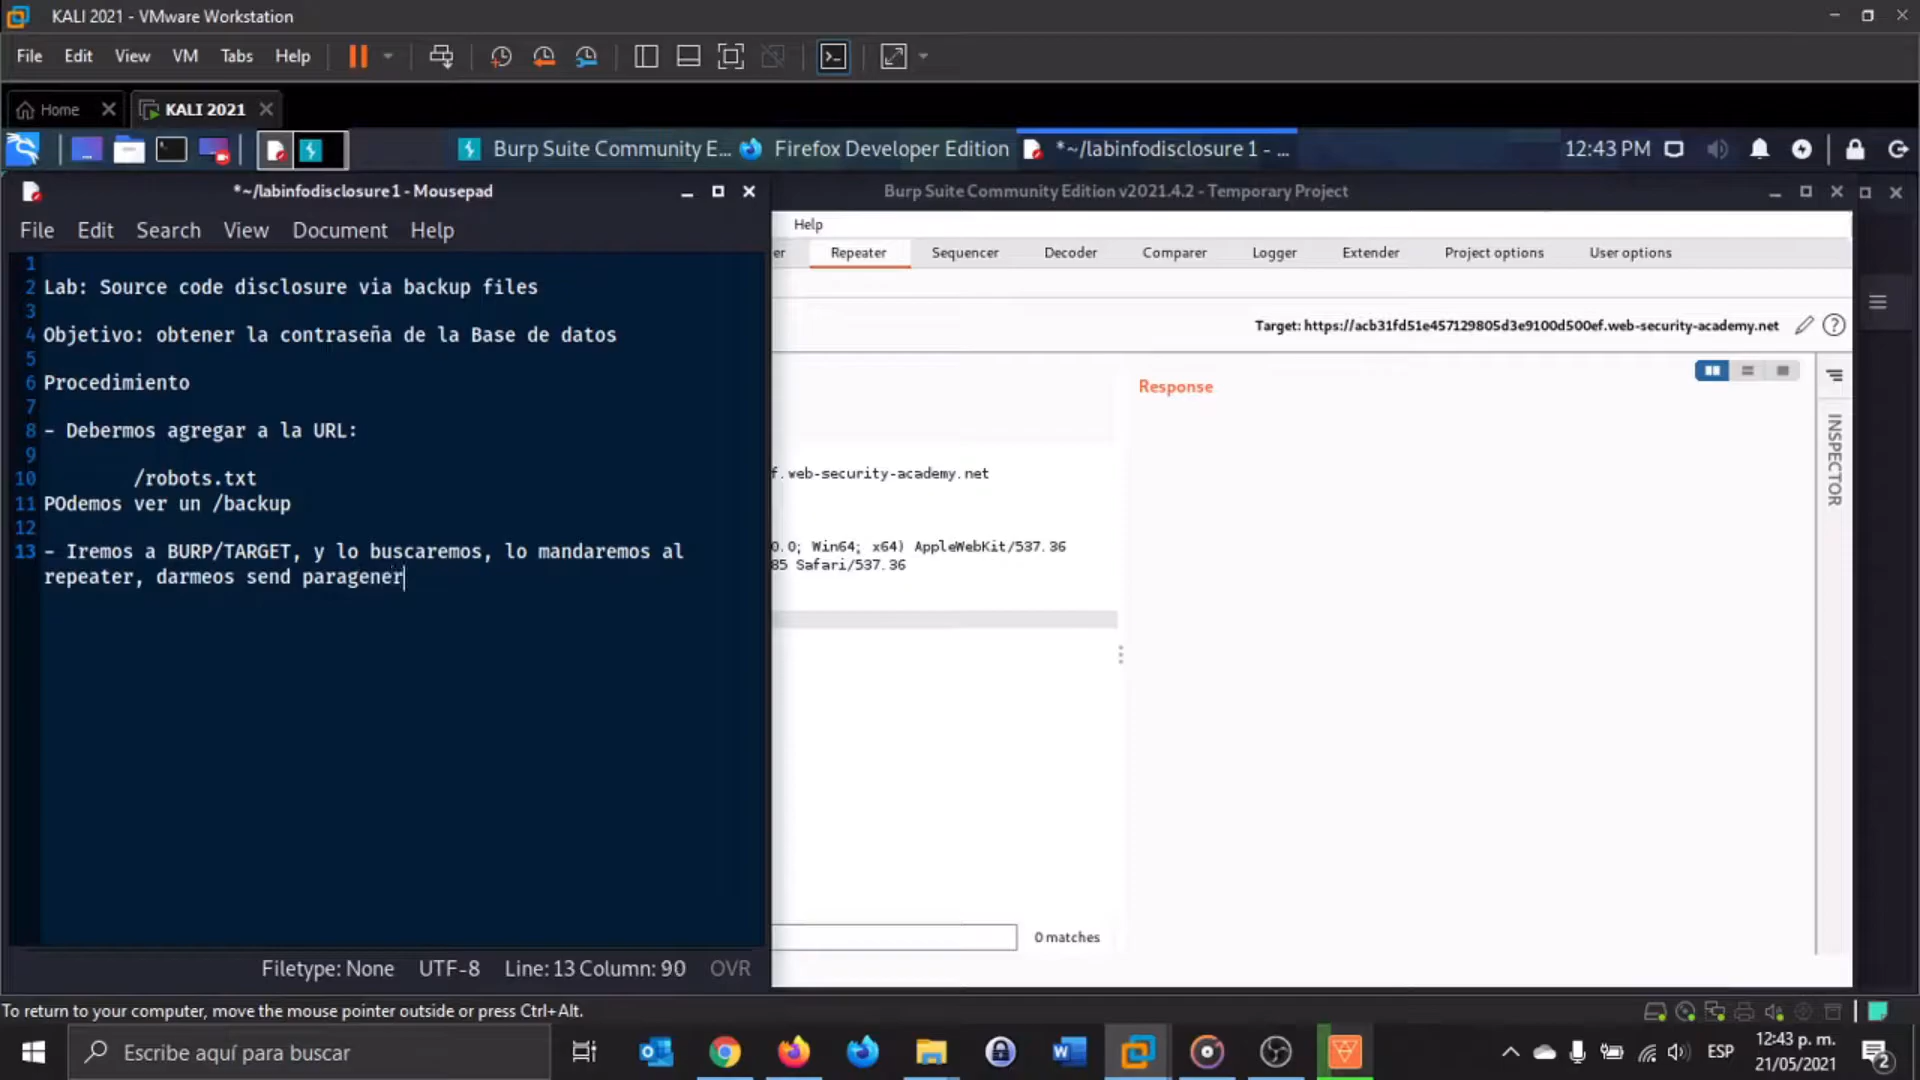 KALI 2021 - VMware Workstation
File Edit View VM Tabs Help
Home KALI 2021
Burp Suite Community E... Firefox Developer Edition *~/labinfodisclosure 1 - ... 12:43 PM
*~/labinfodisclosure 1 - Mousepad
Burp Suite Community Edition v2021.4.2 - Temporary Project
File Edit Search View Document Help
Help
er Repeater Sequencer Decoder Comparer Logger Extender Project options User options
Target: https://acb31fd51e457129805d3e9100d500ef.web-security-academy.net
Response
INSPECTOR
1
2 Lab: Source code disclosure via backup files
3
4 Objetivo: obtener la contraseña de la Base de datos
5
6 Procedimiento
7
8 - Debermos agregar a la URL:
9
10 /robots.txt
11 POdemos ver un /backup
12
13 - Iremos a BURP/TARGET, y lo buscaremos, lo mandaremos al
repeater, darmeos send paragener
f.web-security-academy.net
0.0; Win64; x64) AppleWebKit/537.36
85 Safari/537.36
0 matches
Filetype: None UTF-8 Line: 13 Column: 90 OVR
To return to your computer, move the mouse pointer outside or press Ctrl+Alt.
Escribe aquí para buscar
ESP
12:43 p. m.
21/05/2021
2